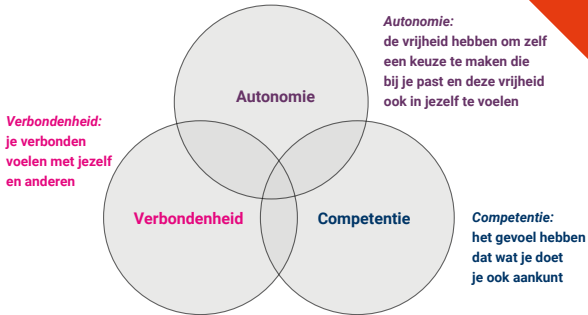 Autonomie:
de vrijheid hebben om zelf
een keuze te maken die
bij je past en deze vrijheid
ook in jezelf te voelen
Autonomie
Verbondenheid:
je verbonden
voelen met jezelf
en anderen
Verbondenheid
Competentie
Competentie:
het gevoel hebben
dat wat je doet
je ook aankunt